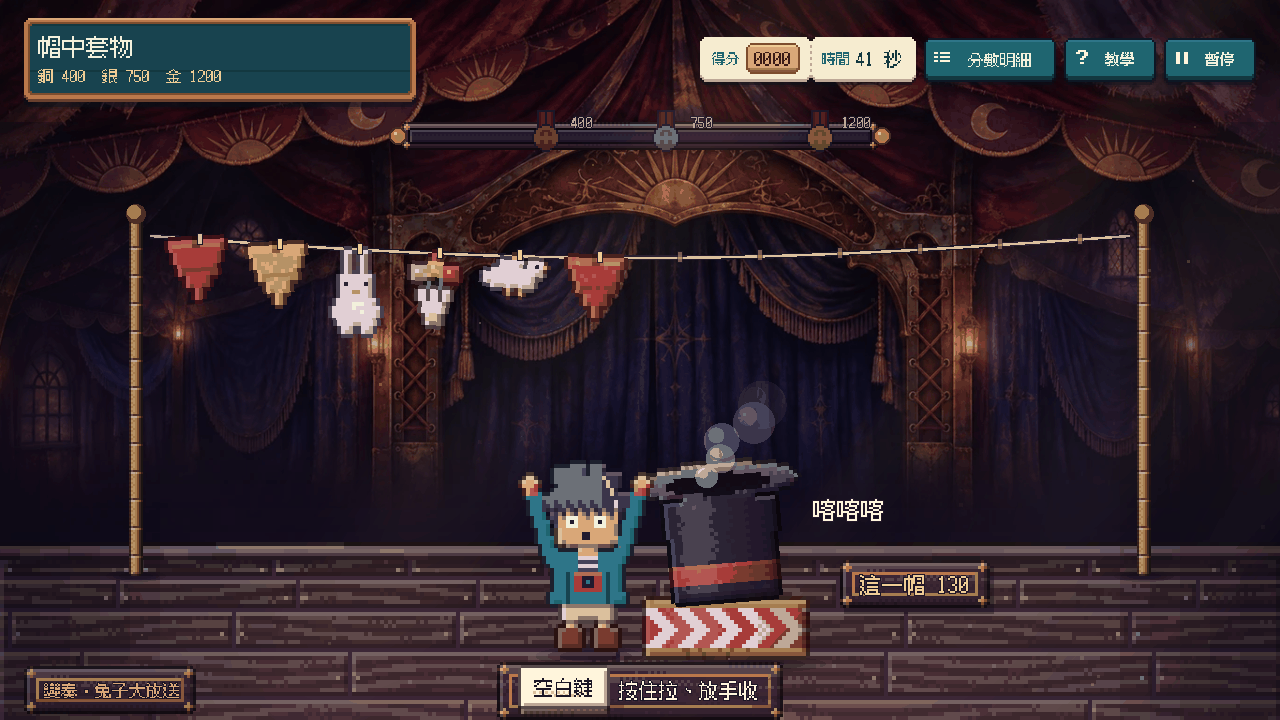 帽中套物
銅 400 銀 750 金 1200
得分 0000 時間 41 秒
分數明細
? 教學
暫停
400 750 1200
喀喀喀
這一帽 130
變奏·兔子大放送
空白鍵 按住拉、放手收